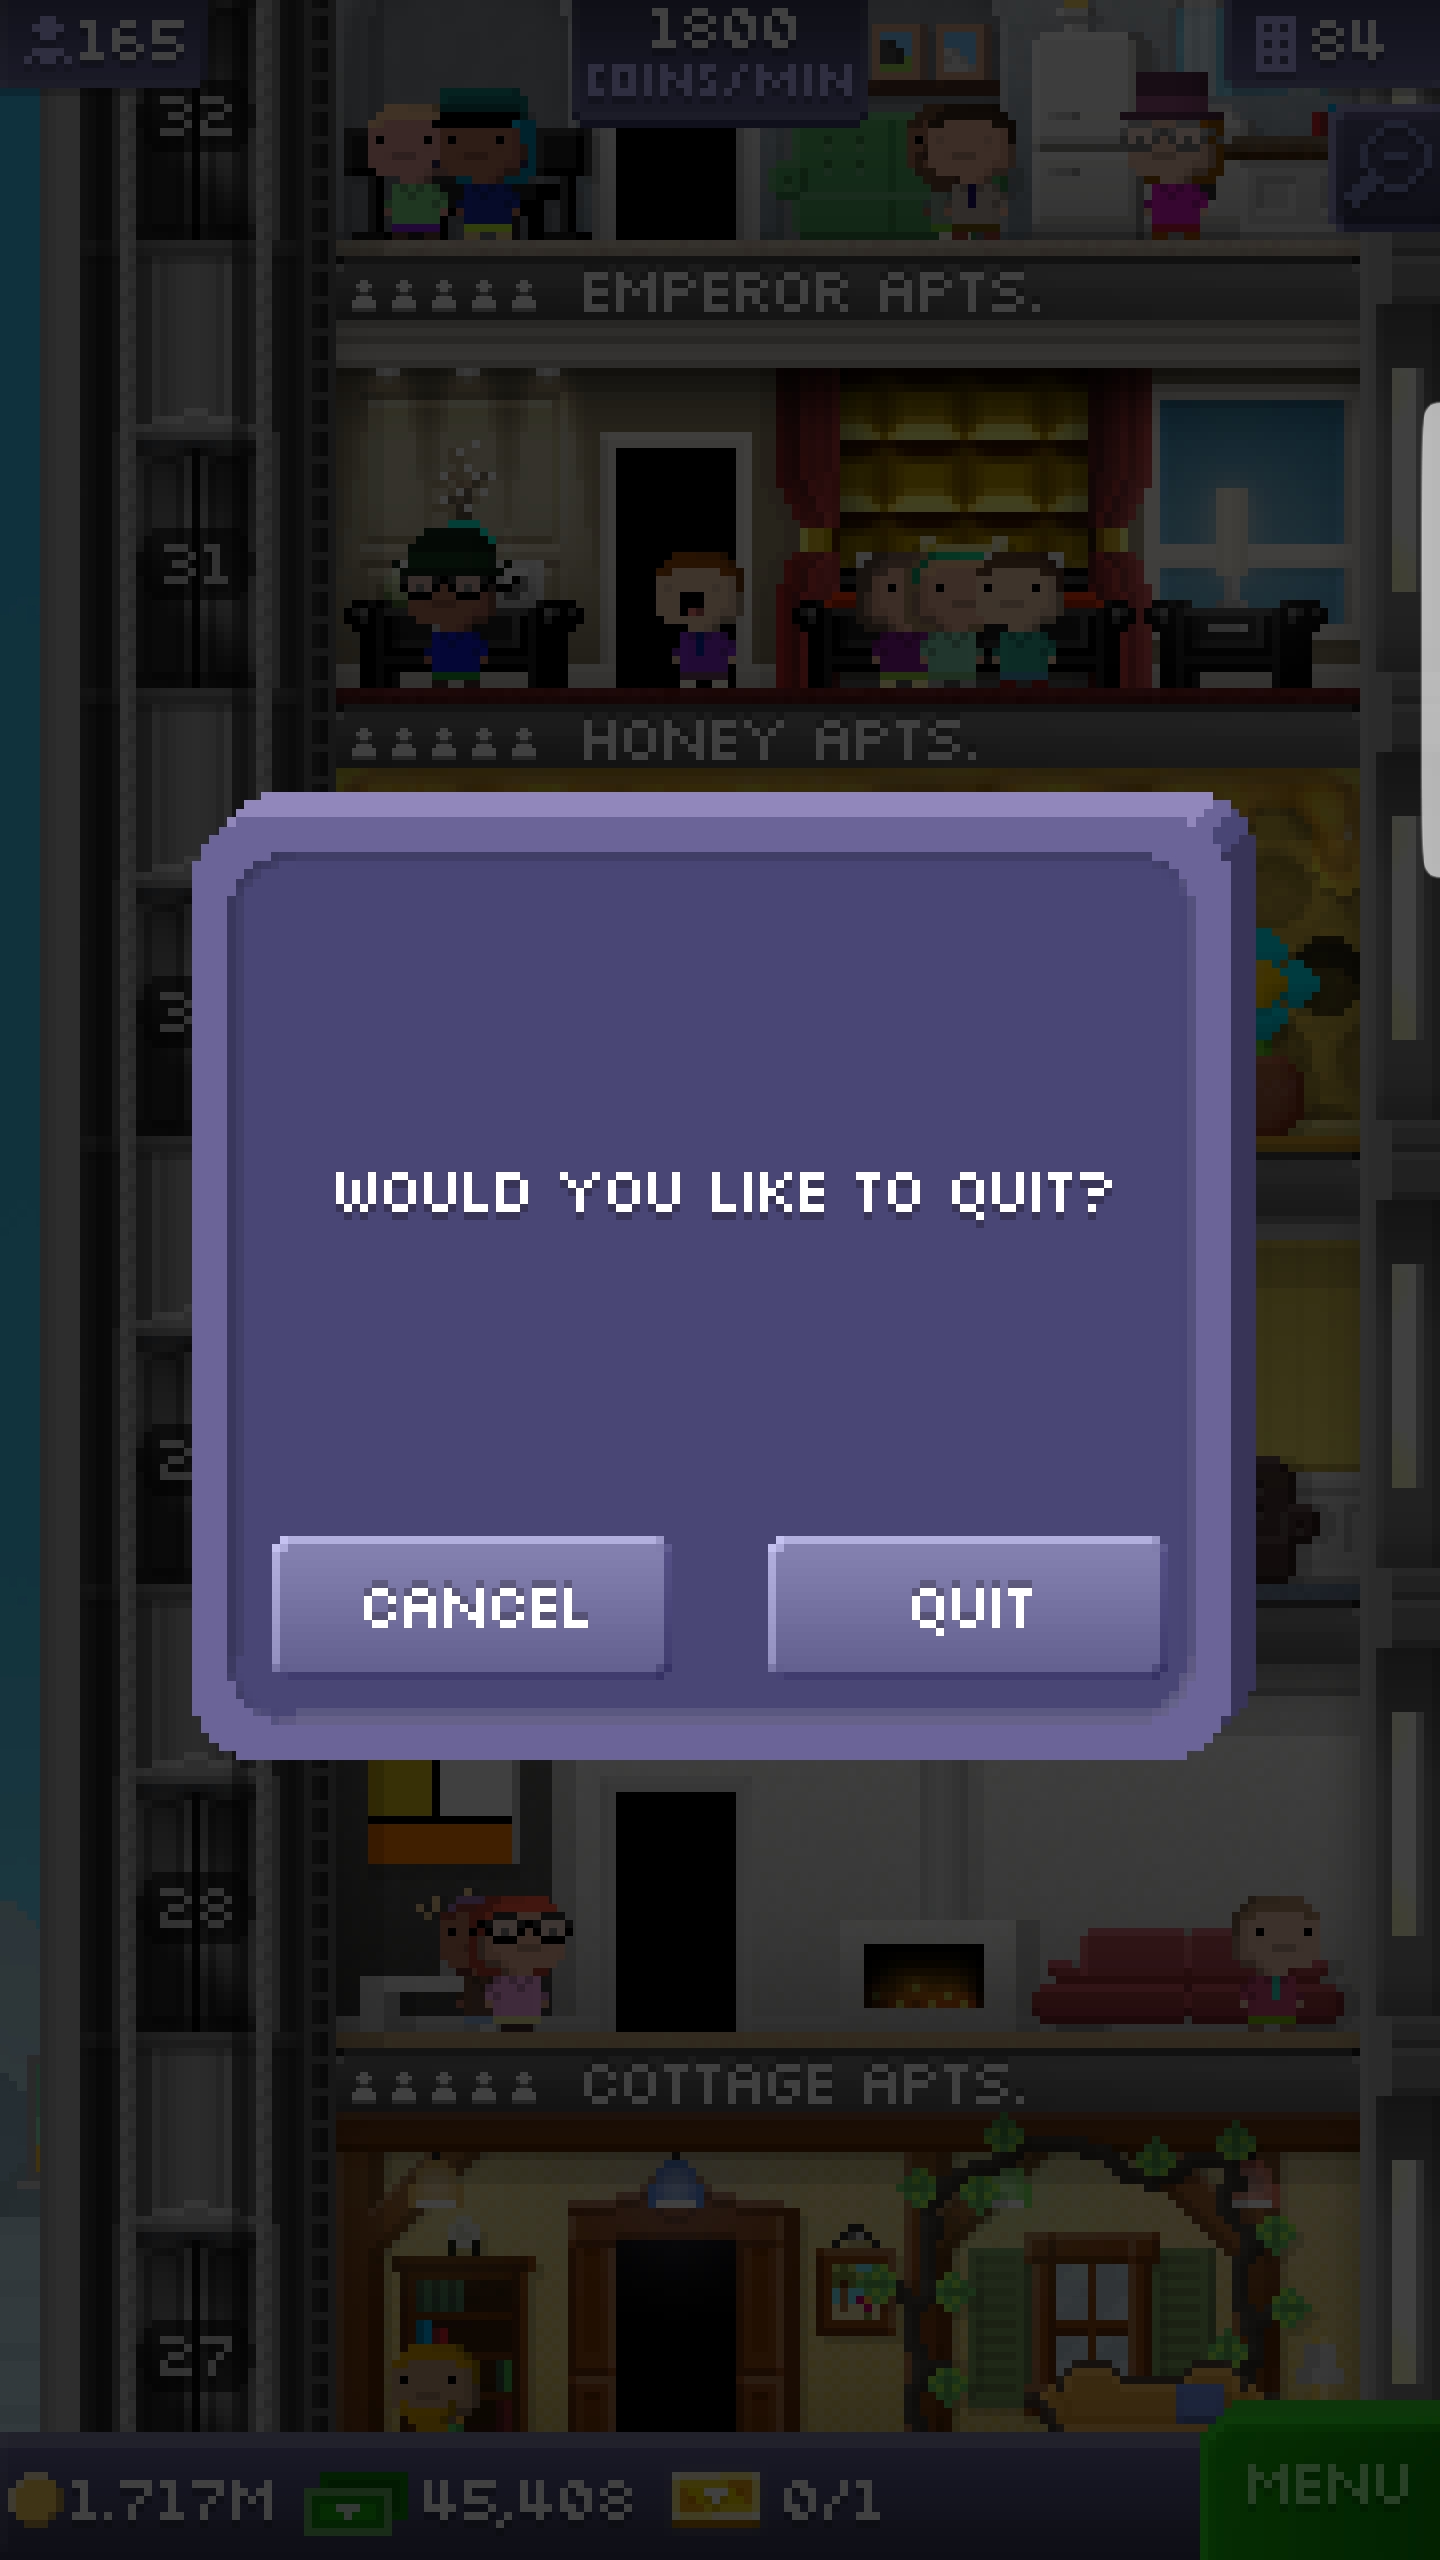 165
1800
COINS/MIN
84
32
EMPEROR APTS.
31
HONEY APTS.
WOULD YOU LIKE TO QUIT?
CANCEL
QUIT
28
COTTAGE APTS.
27
1.717M
45,408
0/1
MENU